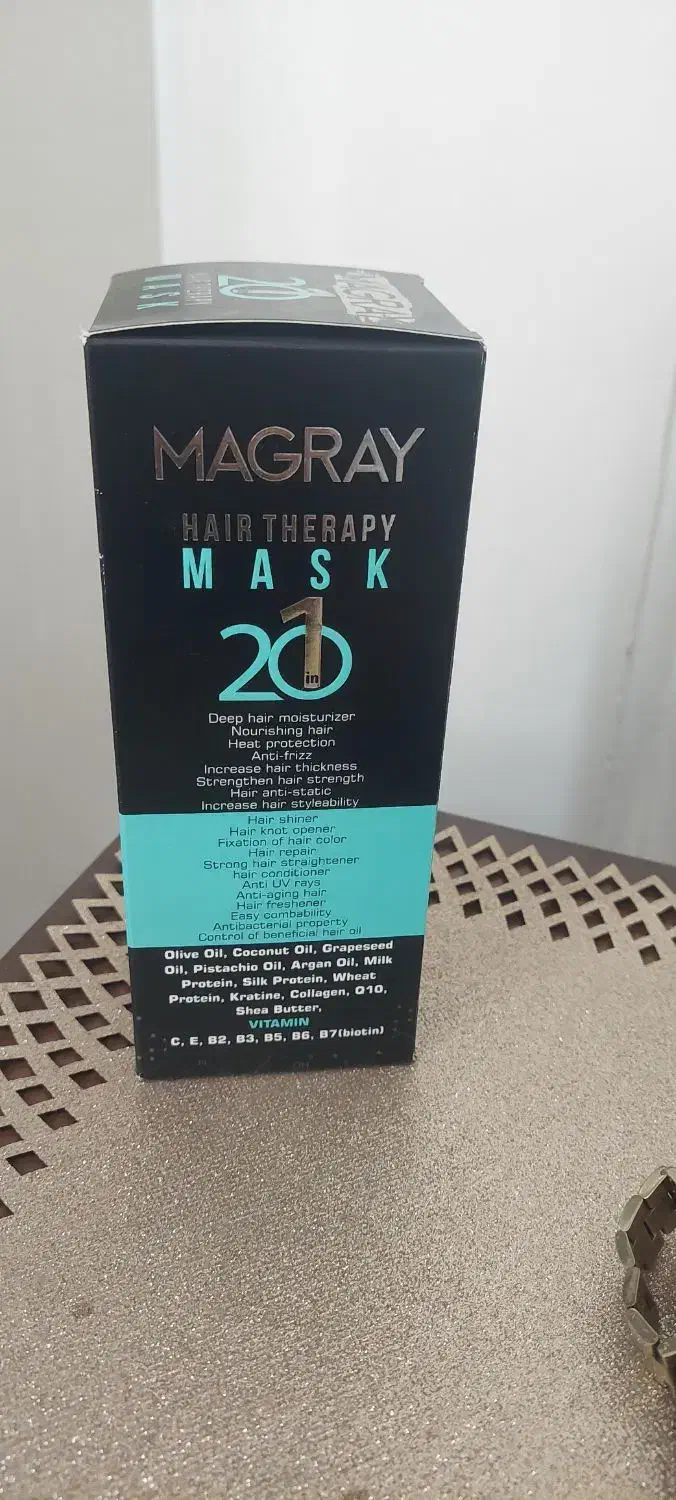 MAGRAY
HAIR THERAPY
MASK
20 in 1
Deep hair moisturizer
Nourishing hair
Heat protection
Anti-frizz
Increase hair thickness
Strengthen hair strength
Hair anti-static
Increase hair styleability
Hair shiner
Hair knot opener
Fixation of hair color
Hair repair
Strong hair straightener
hair conditioner
Anti UV rays
Anti-aging hair
Hair freshener
Easy combability
Antibacterial property
Control of beneficial hair oil
Olive Oil, Coconut Oil, Grapeseed
Oil, Pistachio Oil, Argan Oil, Milk
Protein, Silk Protein, Wheat
Protein, Kratine, Collagen, Q10,
Shea Butter,
VITAMIN
C, E, B2, B3, B5, B6, B7(biotin)